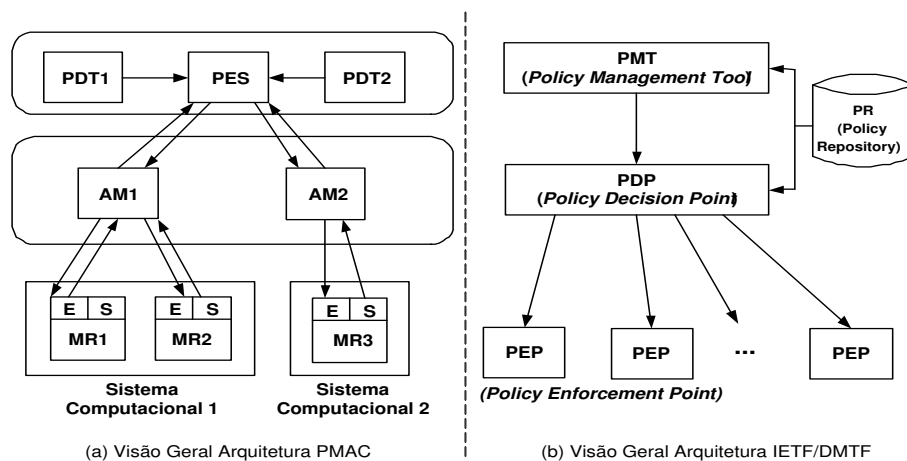 PDT1
PES
PDT2
AM1
AM2
E S
MR1
E S
MR2
E S
MR3
Sistema
Computacional 1
Sistema
Computacional 2
(a) Visão Geral Arquitetura PMAC
PMT
(Policy Management Tool)
PR
(Policy
Repository)
PDP
(Policy Decision Point)
PEP
PEP
...
PEP
(Policy Enforcement Point)
(b) Visão Geral Arquitetura IETF/DMTF